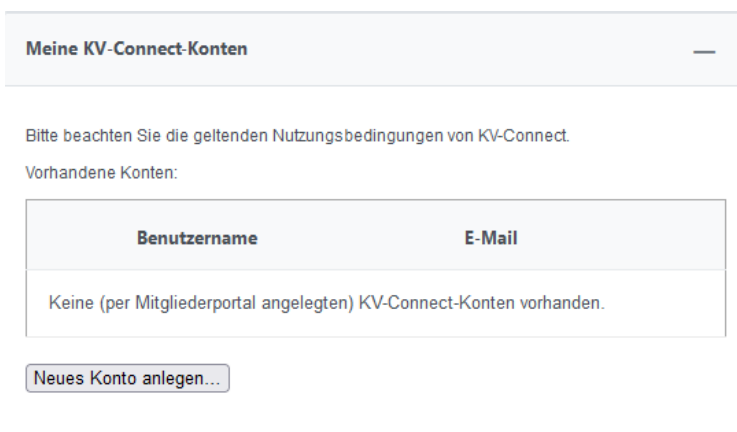 Meine KV-Connect-Konten
Bitte beachten Sie die geltenden Nutzungsbedingungen von KV-Connect.
Vorhandene Konten:
Benutzername E-Mail
Keine (per Mitgliederportal angelegten) KV-Connect-Konten vorhanden.
Neues Konto anlegen...